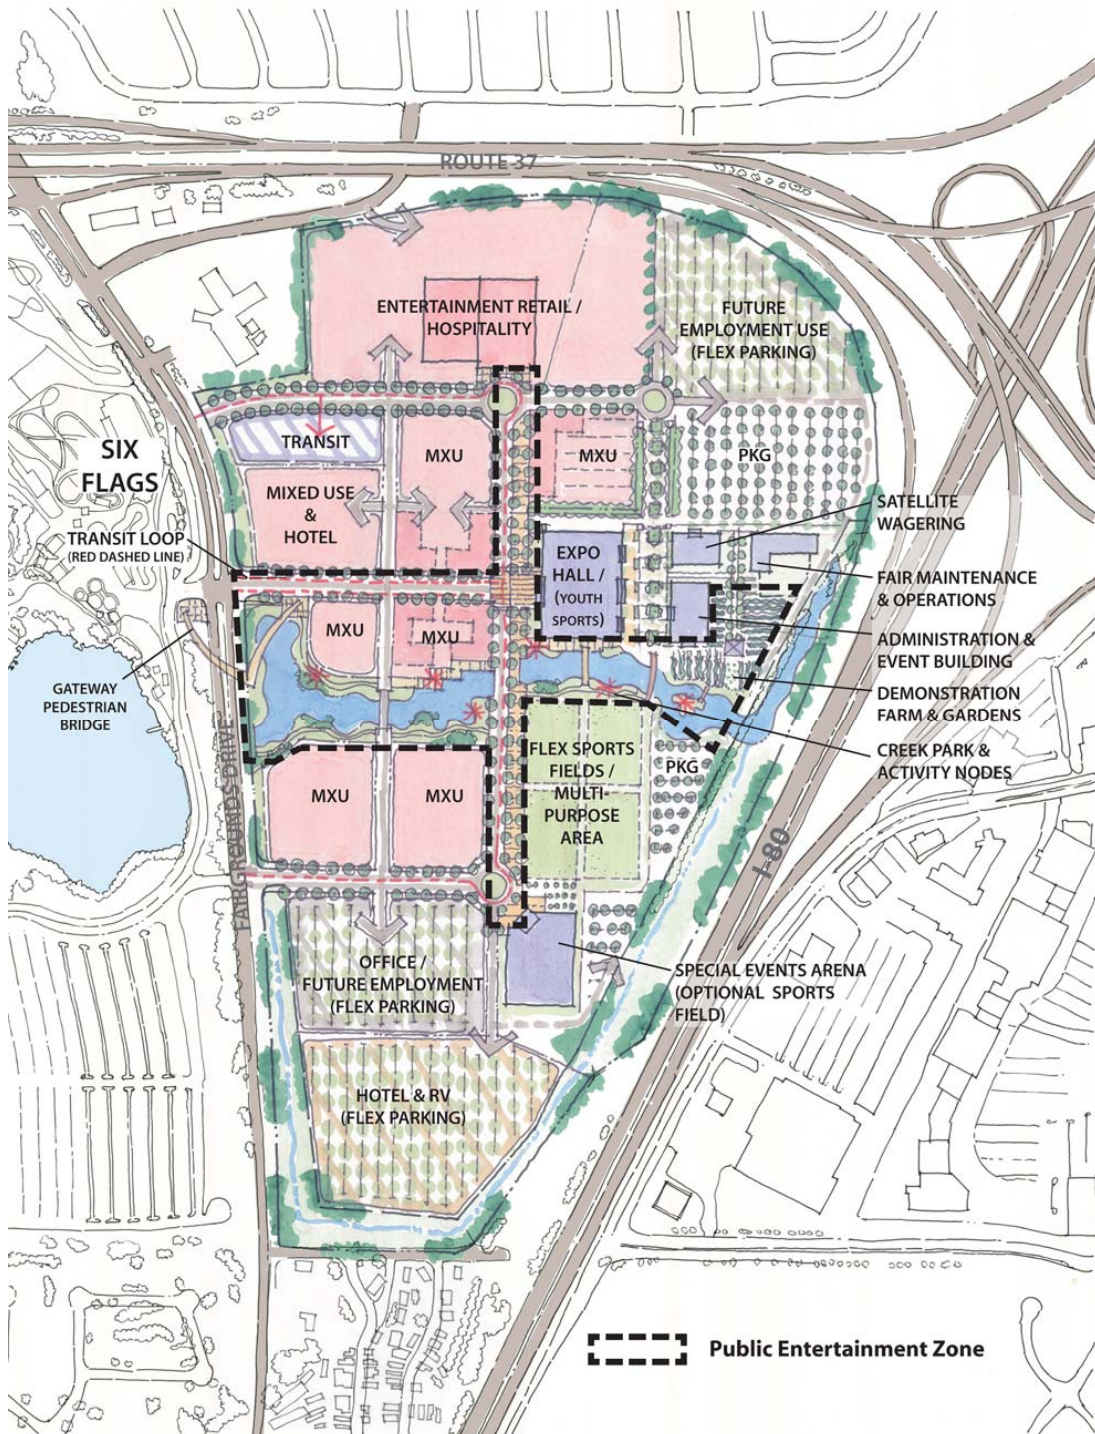 ROUTE 37
ENTERTAINMENT RETAIL /
HOSPITALITY
FUTURE
EMPLOYMENT USE
(FLEX PARKING)
SIX
FLAGS
TRANSIT
MXU
MXU
PKG
MIXED USE
&
HOTEL
SATELLITE
WAGERING
TRANSIT LOOP
(RED DASHED LINE)
EXPO
HALL /
(YOUTH
SPORTS)
FAIR MAINTENANCE
& OPERATIONS
MXU
MXU
ADMINISTRATION &
EVENT BUILDING
GATEWAY
PEDESTRIAN
BRIDGE
DEMONSTRATION
FARM & GARDENS
FAIRGROUNDS DRIVE
FLEX SPORTS
FIELDS /
MULTI-
PURPOSE
AREA
PKG
CREEK PARK &
ACTIVITY NODES
MXU
MXU
I-80
OFFICE /
FUTURE EMPLOYMENT
(FLEX PARKING)
SPECIAL EVENTS ARENA
(OPTIONAL SPORTS
FIELD)
HOTEL & RV
(FLEX PARKING)
Public Entertainment Zone